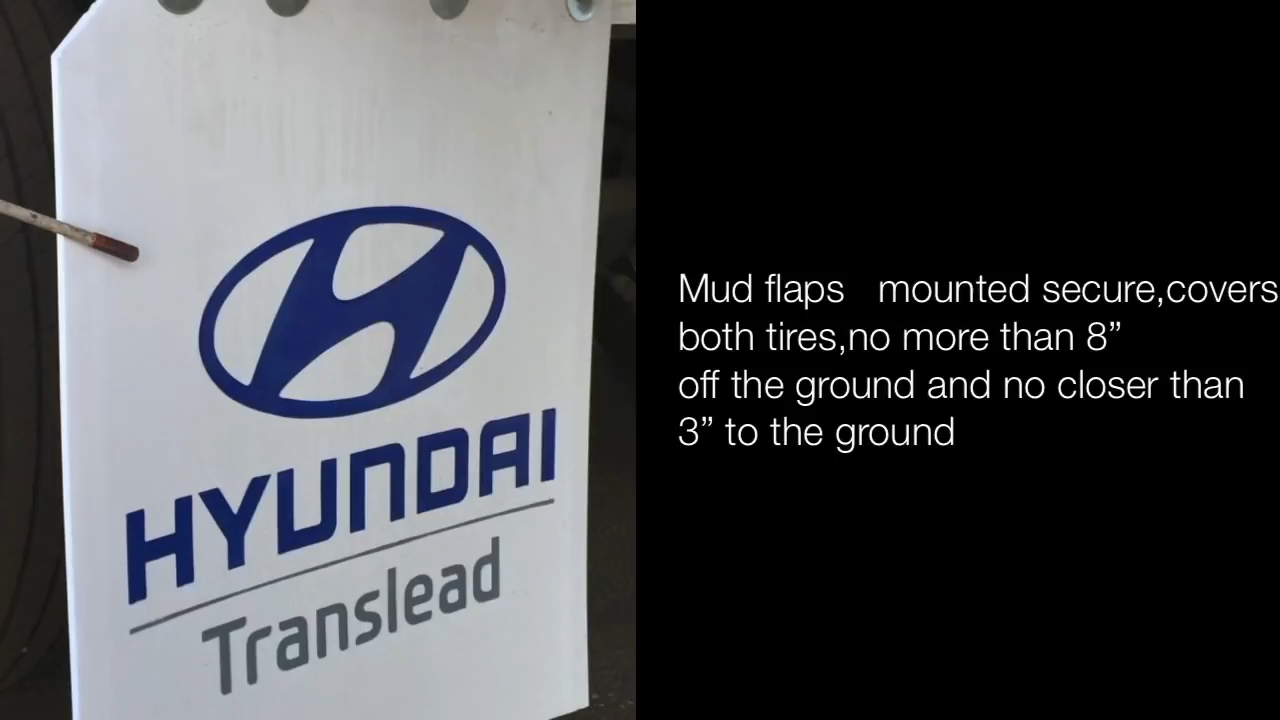 HYUNDAI
Translead
Mud flaps   mounted secure,covers
both tires,no more than 8”
off the ground and no closer than
3” to the ground